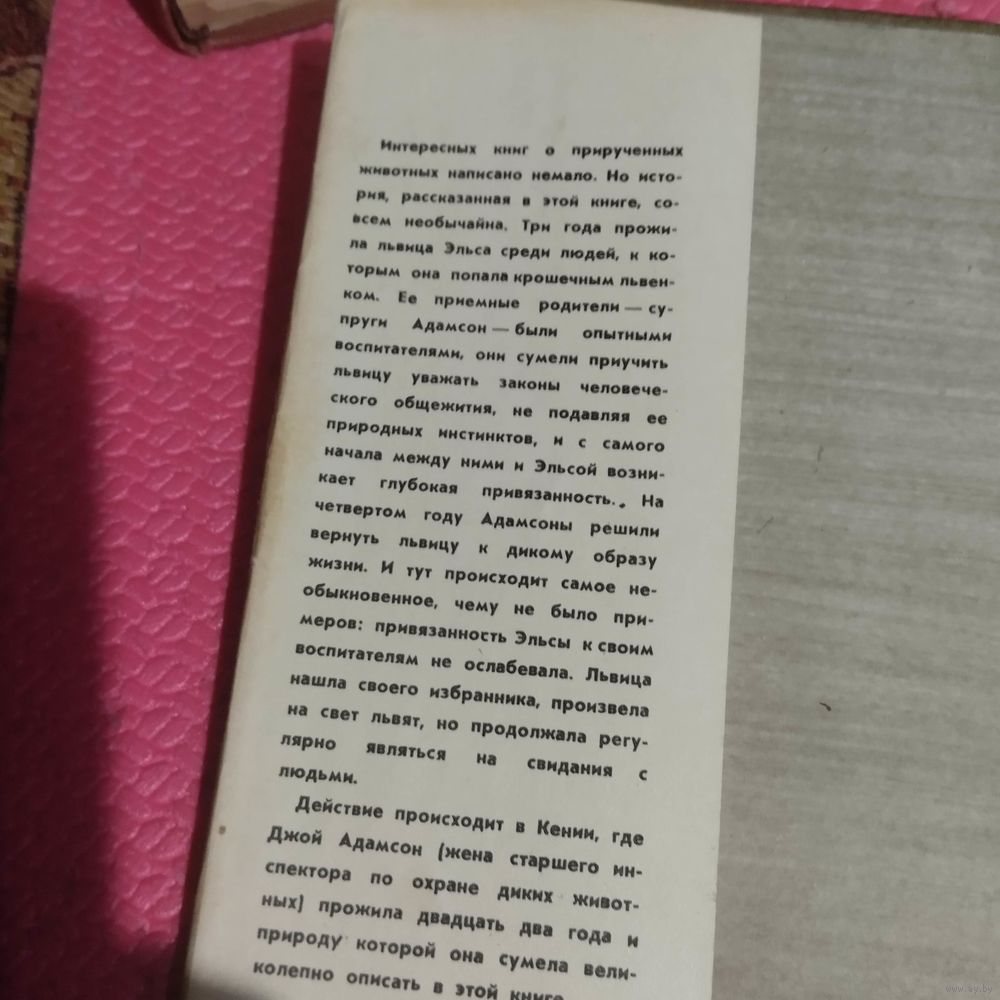 Интересных книг о прирученных
животных написано немало. Но исто-
рия, рассказанная в этой книге, со-
всем необычайна. Три года прожи-
ла львица Эльса среди людей, к ко-
торым она попала крошечным львен-
ком. Ее приемные родители — су-
пруги Адамсон — были опытными
воспитателями, они сумели приучить
львицу уважать законы человече-
ского общежития, не подавляя ее
природных инстинктов, и с самого
начала между ними и Эльсой возни-
кает глубокая привязанность.. На
четвертом году Адамсоны решили
вернуть львицу к дикому образу
жизни. И тут происходит самое не-
обыкновенное, чему не было при-
меров: привязанность Эльсы к своим
воспитателям не ослабевала. Львица
нашла своего избранника, произвела
на свет львят, но продолжала регу-
лярно являться на свидания с
людьми.
Действие происходит в Кении, где
Джой Адамсон (жена старшего ин-
спектора по охране диких живот-
ных) прожила двадцать два года и
природу которой она сумела вели-
колепно описать в этой книге
www.ay.by